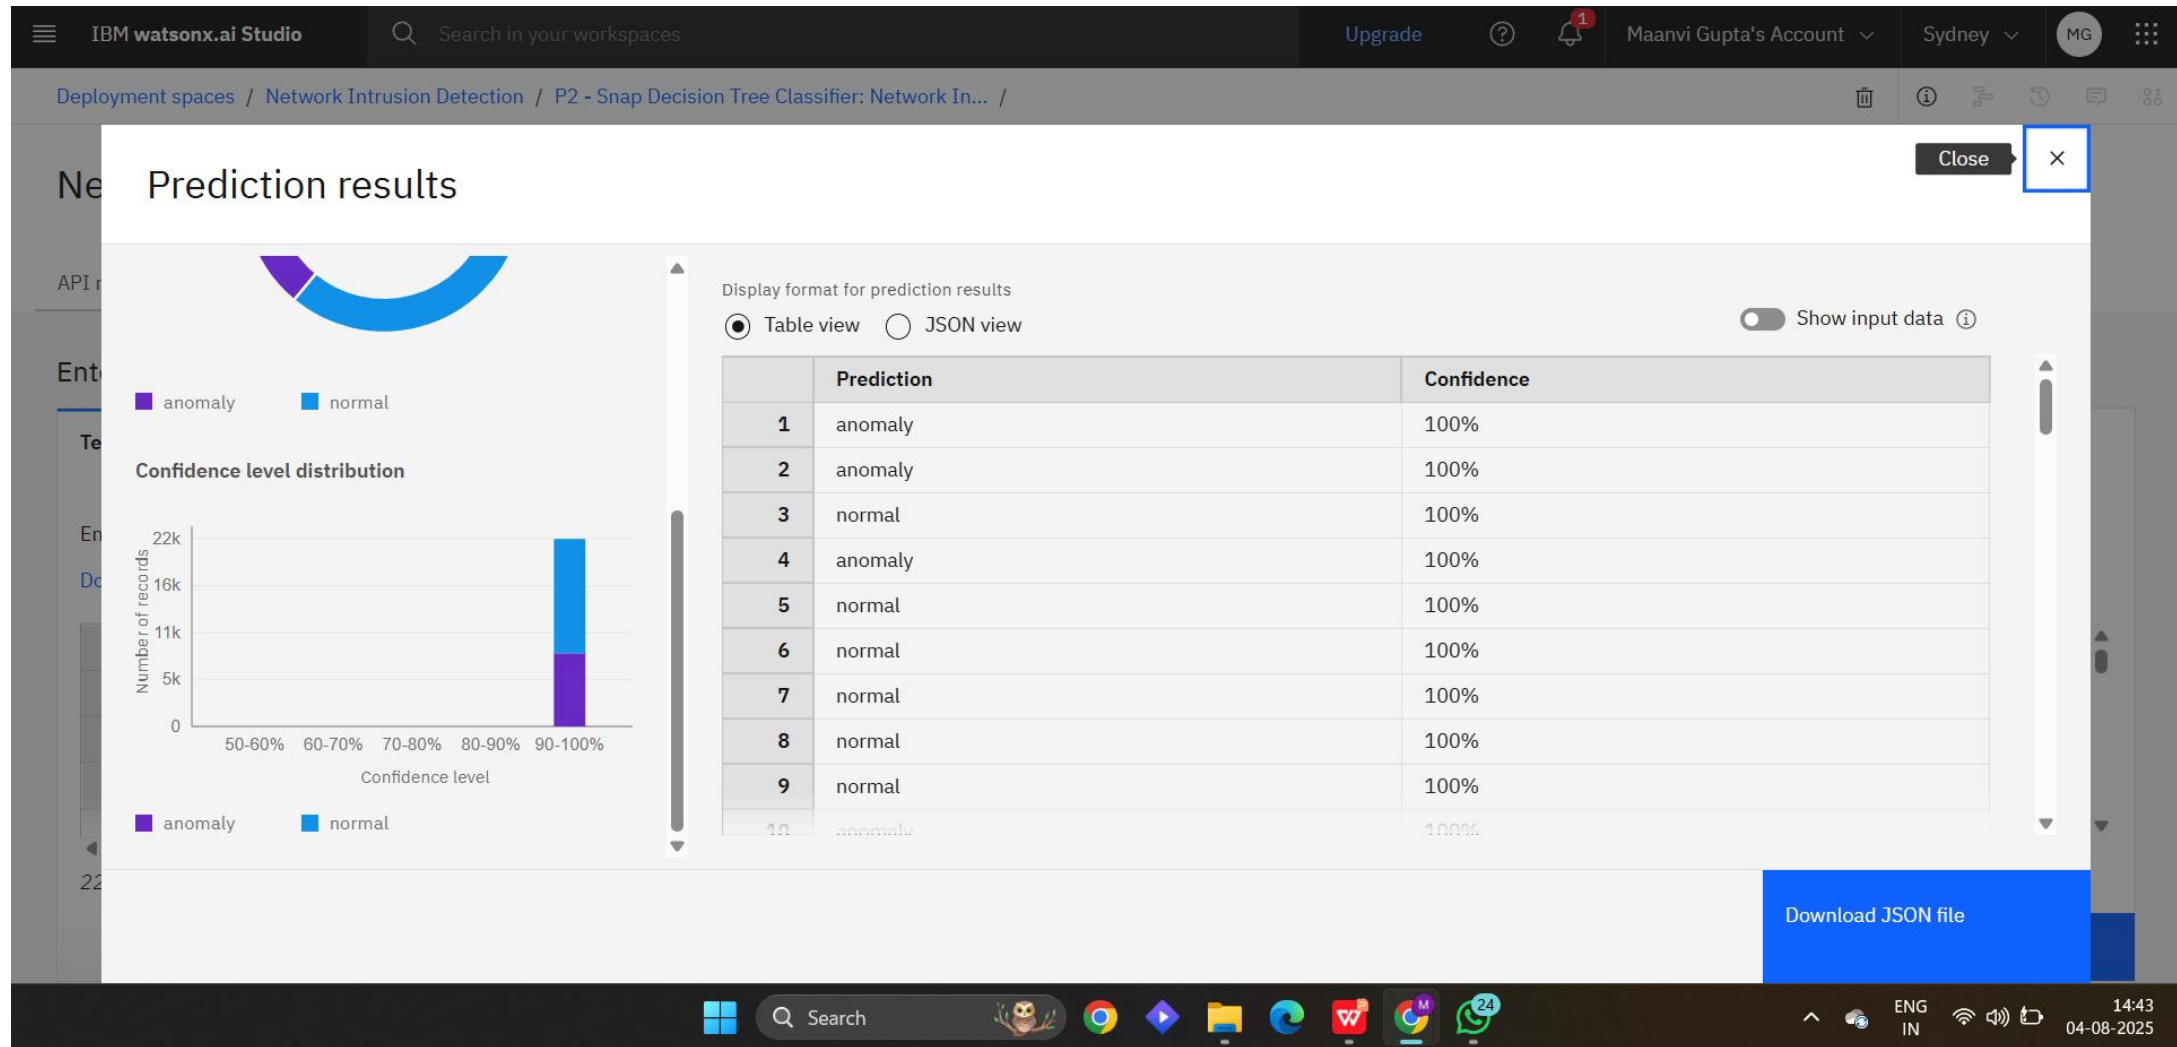 IBM watsonx.ai Studio
Search in your workspaces
Upgrade
1
Maanvi Gupta's Account
Sydney
MG
Deployment spaces / Network Intrusion Detection / P2 - Snap Decision Tree Classifier: Network In... /
Ne
Prediction results
Close
API r
Display format for prediction results
Table view
JSON view
Show input data
Ent
anomaly
normal
Te
Confidence level distribution
En
Do
Number of records
22k
16k
11k
5k
0
50-60% 60-70% 70-80% 80-90% 90-100%
Confidence level
anomaly
normal
22
Prediction Confidence
1 anomaly 100%
2 anomaly 100%
3 normal 100%
4 anomaly 100%
5 normal 100%
6 normal 100%
7 normal 100%
8 normal 100%
9 normal 100%
10 anomaly 100%
Download JSON file
Search
M
24
ENG
IN
14:43
04-08-2025